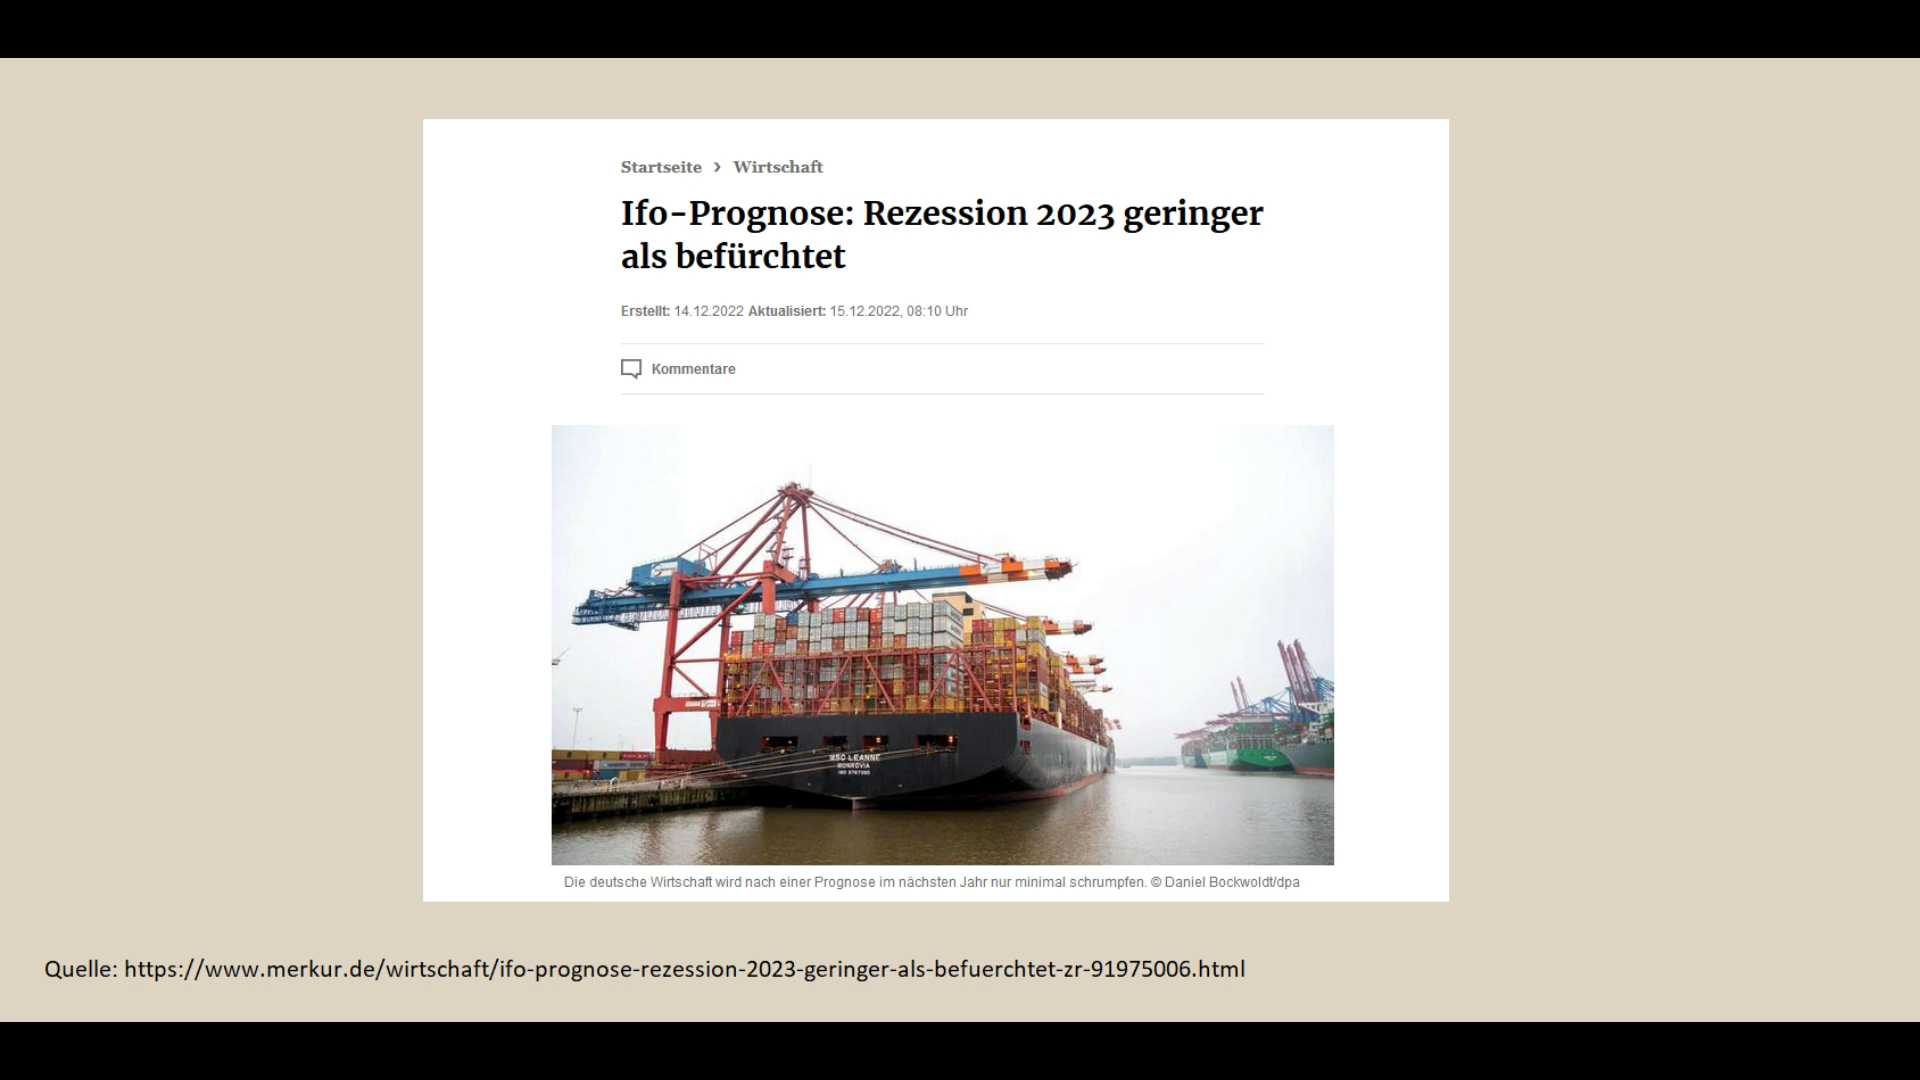 Startseite › Wirtschaft
Ifo-Prognose: Rezession 2023 geringer
als befürchtet
Erstellt: 14.12.2022 Aktualisiert: 15.12.2022, 08:10 Uhr
Kommentare
MSC LEANNE
MONROVIA
Die deutsche Wirtschaft wird nach einer Prognose im nächsten Jahr nur minimal schrumpfen. © Daniel Bockwoldt/dpa
Quelle: https://www.merkur.de/wirtschaft/ifo-prognose-rezession-2023-geringer-als-befuerchtet-zr-91975006.html